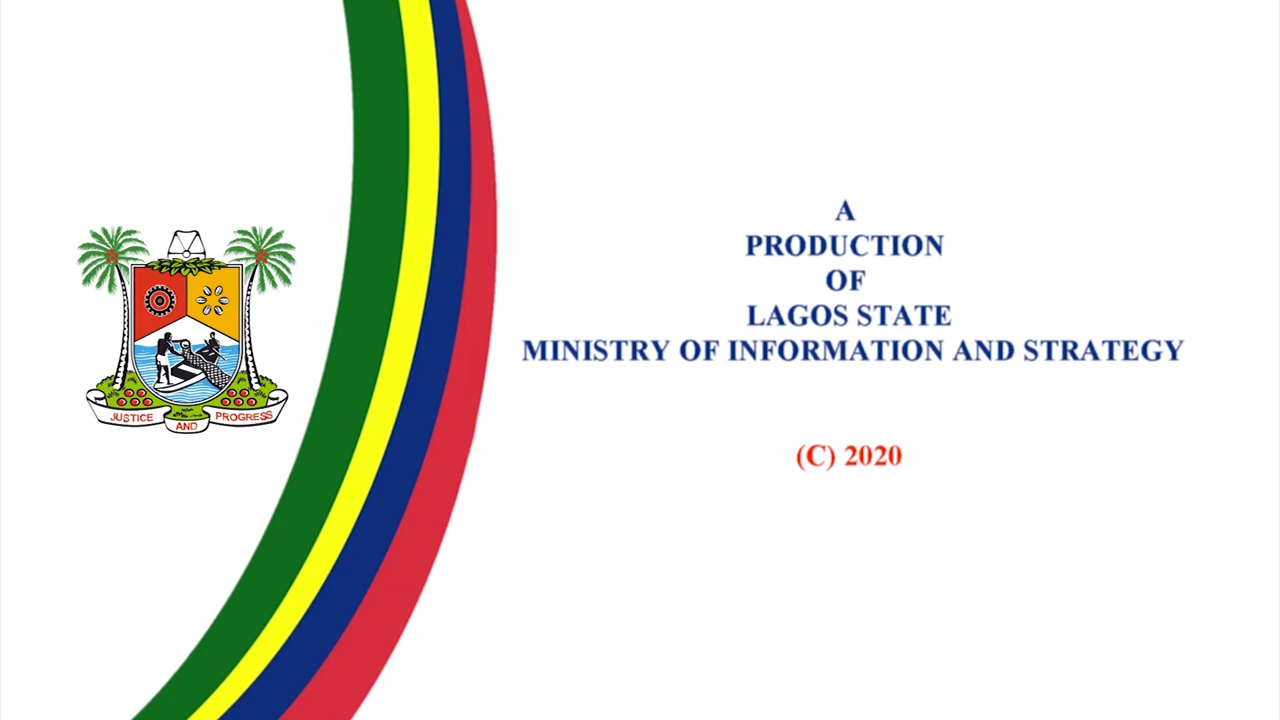 A
PRODUCTION
OF
LAGOS STATE
MINISTRY OF INFORMATION AND STRATEGY
(C) 2020
JUSTICE AND PROGRESS